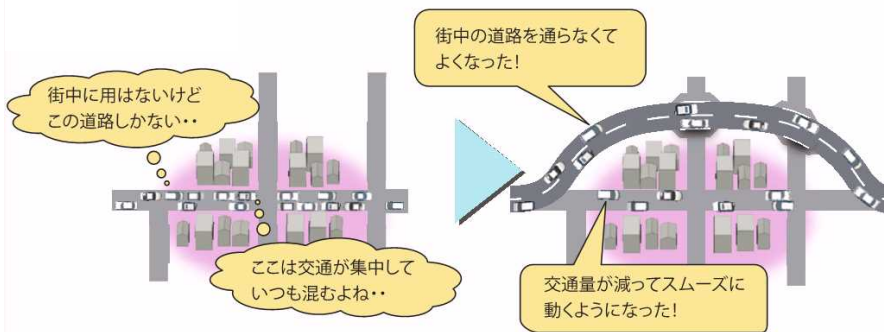 街中に用はないけど
この道路しかない・・
ここは交通が集中して
いつも混むよね・・
街中の道路を通らなくて
よくなった！
交通量が減ってスムーズに
動くようになった！